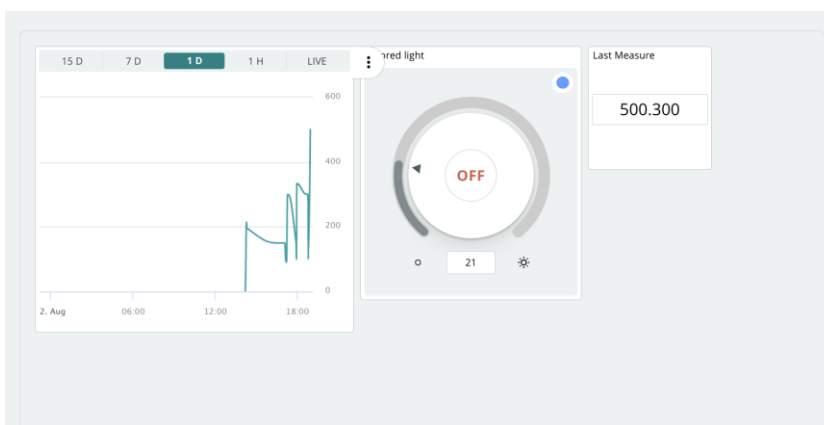 15 D 7 D 1 D 1 H LIVE
600
400
200
0
2. Aug 06:00 12:00 18:00
ored light
OFF
21
Last Measure
500.300